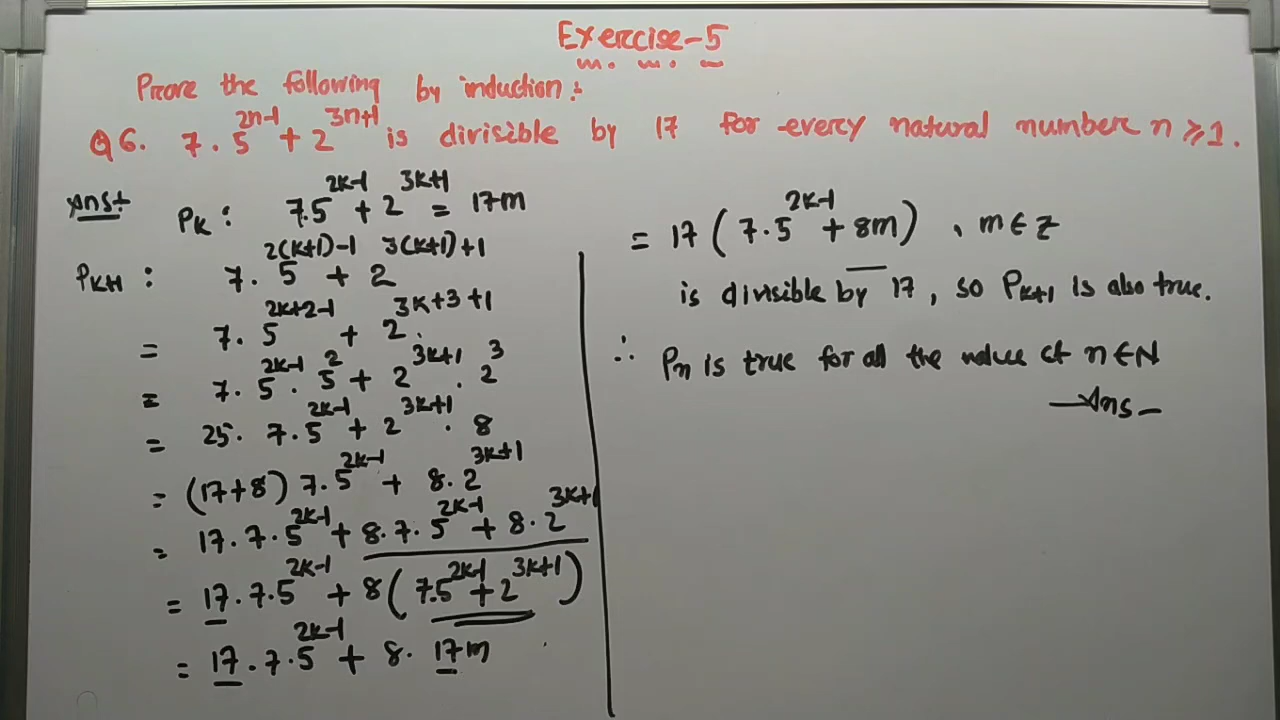 Exercise-5
Prove the following by induction:
Q6. 7.5^{2n-1} + 2^{3n+1} is divisible by 17 for every natural number n ≥ 1.
Ans:
P_K : 7.5^{2K-1} + 2^{3K+1} = 17m
P_{K+1} : 7.5^{2(K+1)-1} + 2^{3(K+1)+1}
= 7.5^{2K+2-1} + 2^{3K+3+1}
= 7.5^{2K-1}.5^2 + 2^{3K+1}.2^3
= 25.7.5^{2K-1} + 2^{3K+1}.8
= (17+8) 7.5^{2K-1} + 8.2^{3K+1}
= 17.7.5^{2K-1} + 8.7.5^{2K-1} + 8.2^{3K+1}
= 17.7.5^{2K-1} + 8(7.5^{2K-1} + 2^{3K+1})
= 17.7.5^{2K-1} + 8.17m
= 17(7.5^{2K-1} + 8m), m ∈ Z
is divisible by 17, so P_{K+1} is also true.
∴ P_n is true for all the value of n ∈ N
—Ans—